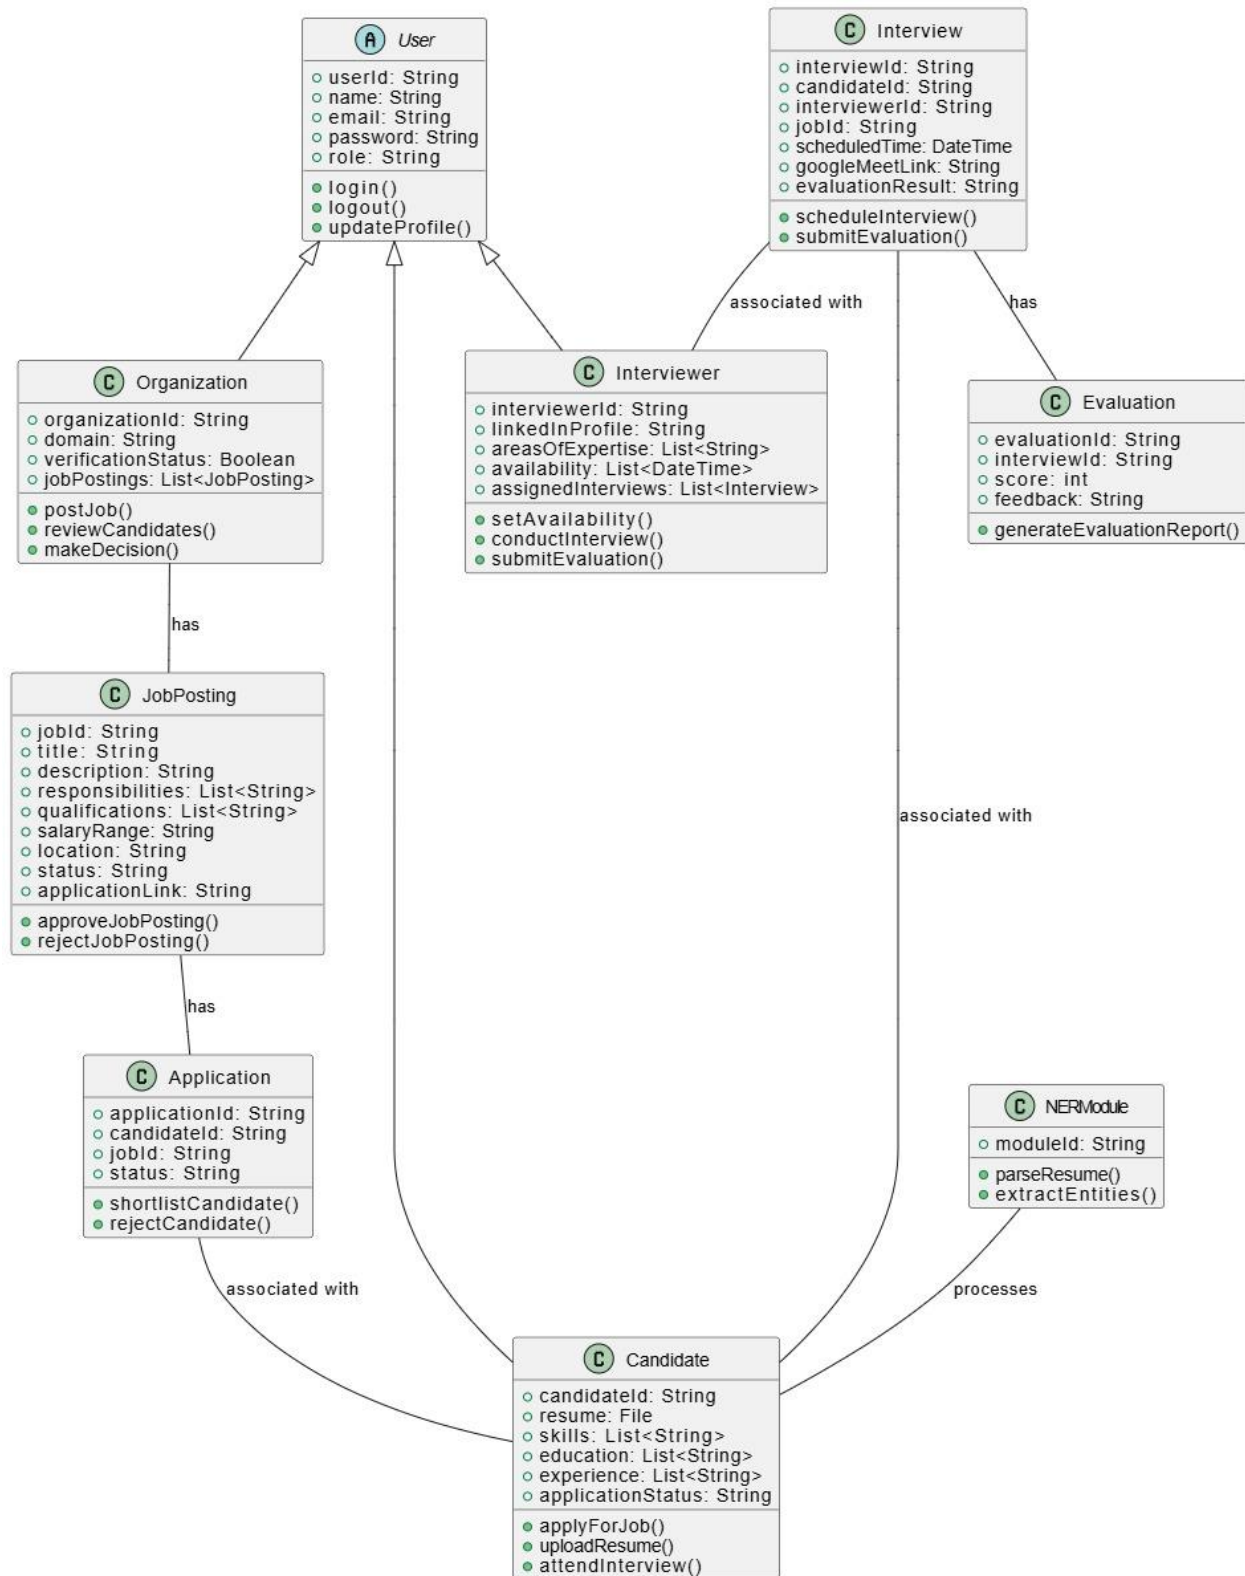 A User
userId: String
name: String
email: String
password: String
role: String
login()
logout()
updateProfile()
C Interview
interviewId: String
candidateId: String
interviewerId: String
jobId: String
scheduledTime: DateTime
googleMeetLink: String
evaluationResult: String
scheduleInterview()
submitEvaluation()
associated with
has
C Organization
organizationId: String
domain: String
verificationStatus: Boolean
jobPostings: List<JobPosting>
postJob()
reviewCandidates()
makeDecision()
C Interviewer
interviewerId: String
linkedInProfile: String
areasOfExpertise: List<String>
availability: List<DateTime>
assignedInterviews: List<Interview>
setAvailability()
conductInterview()
submitEvaluation()
C Evaluation
evaluationId: String
interviewId: String
score: int
feedback: String
generateEvaluationReport()
has
C JobPosting
jobId: String
title: String
description: String
responsibilities: List<String>
qualifications: List<String>
salaryRange: String
location: String
status: String
applicationLink: String
approveJobPosting()
rejectJobPosting()
associated with
has
C Application
applicationId: String
candidateId: String
jobId: String
status: String
shortlistCandidate()
rejectCandidate()
C NERModule
moduleId: String
parseResume()
extractEntities()
associated with
processes
C Candidate
candidateId: String
resume: File
skills: List<String>
education: List<String>
experience: List<String>
applicationStatus: String
applyForJob()
uploadResume()
attendInterview()